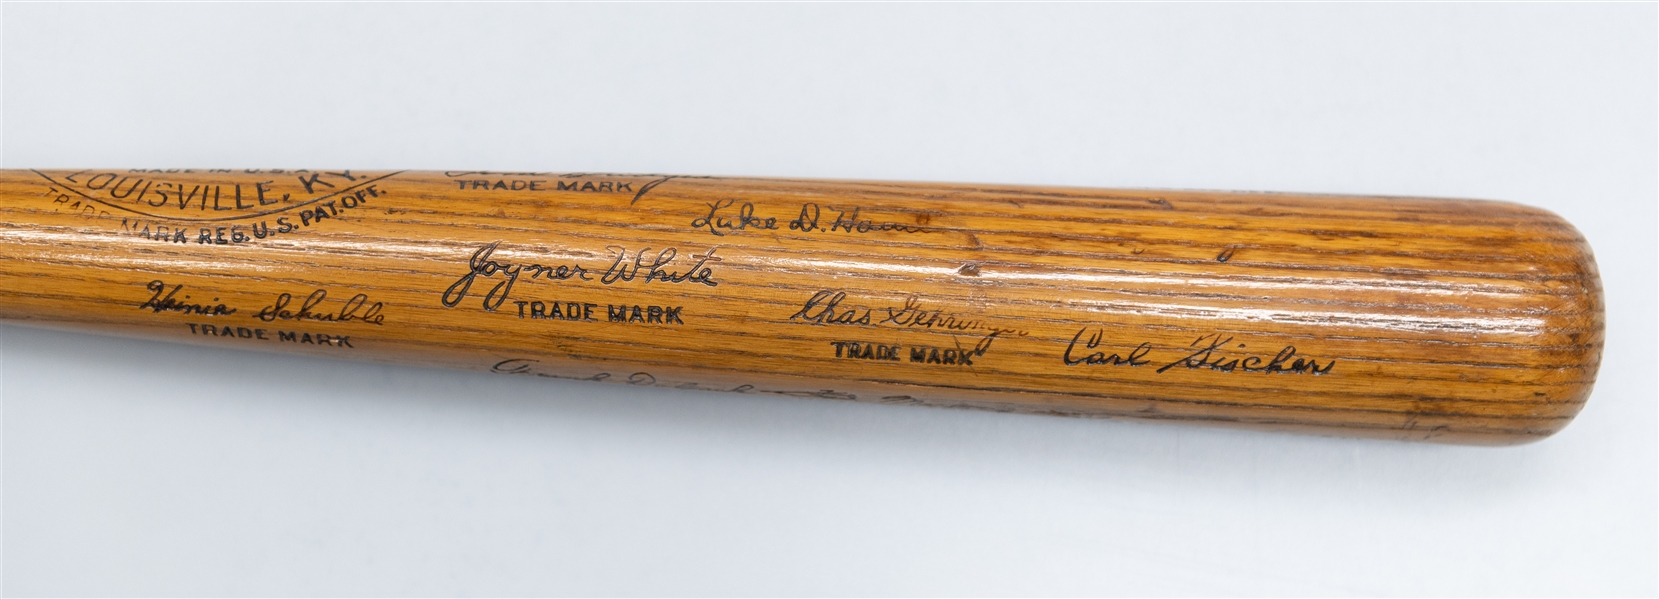 MADE IN U.S.A.
LOUISVILLE, KY.
TRADE MARK REG. U.S. PAT. OFF.
TRADE MARK
Luke D.
Joyner White
TRADE MARK
Heinie Schuble
TRADE MARK
Chas Gehringer
TRADE MARK
Carl Fischer
Frank